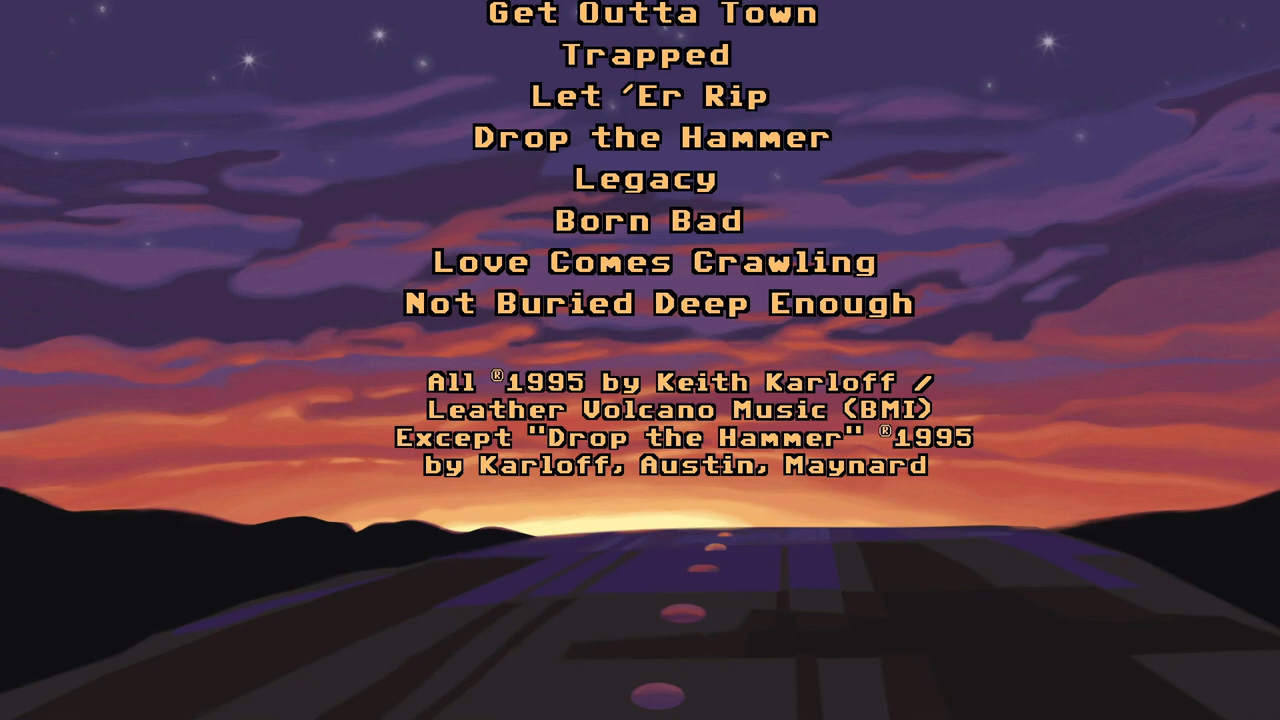 Get Outta Town
Trapped
Let ’Er Rip
Drop the Hammer
Legacy
Born Bad
Love Comes Crawling
Not Buried Deep Enough
All ®1995 by Keith Karloff /
Leather Volcano Music (BMI)
Except "Drop the Hammer" ®1995
by Karloff, Austin, Maynard